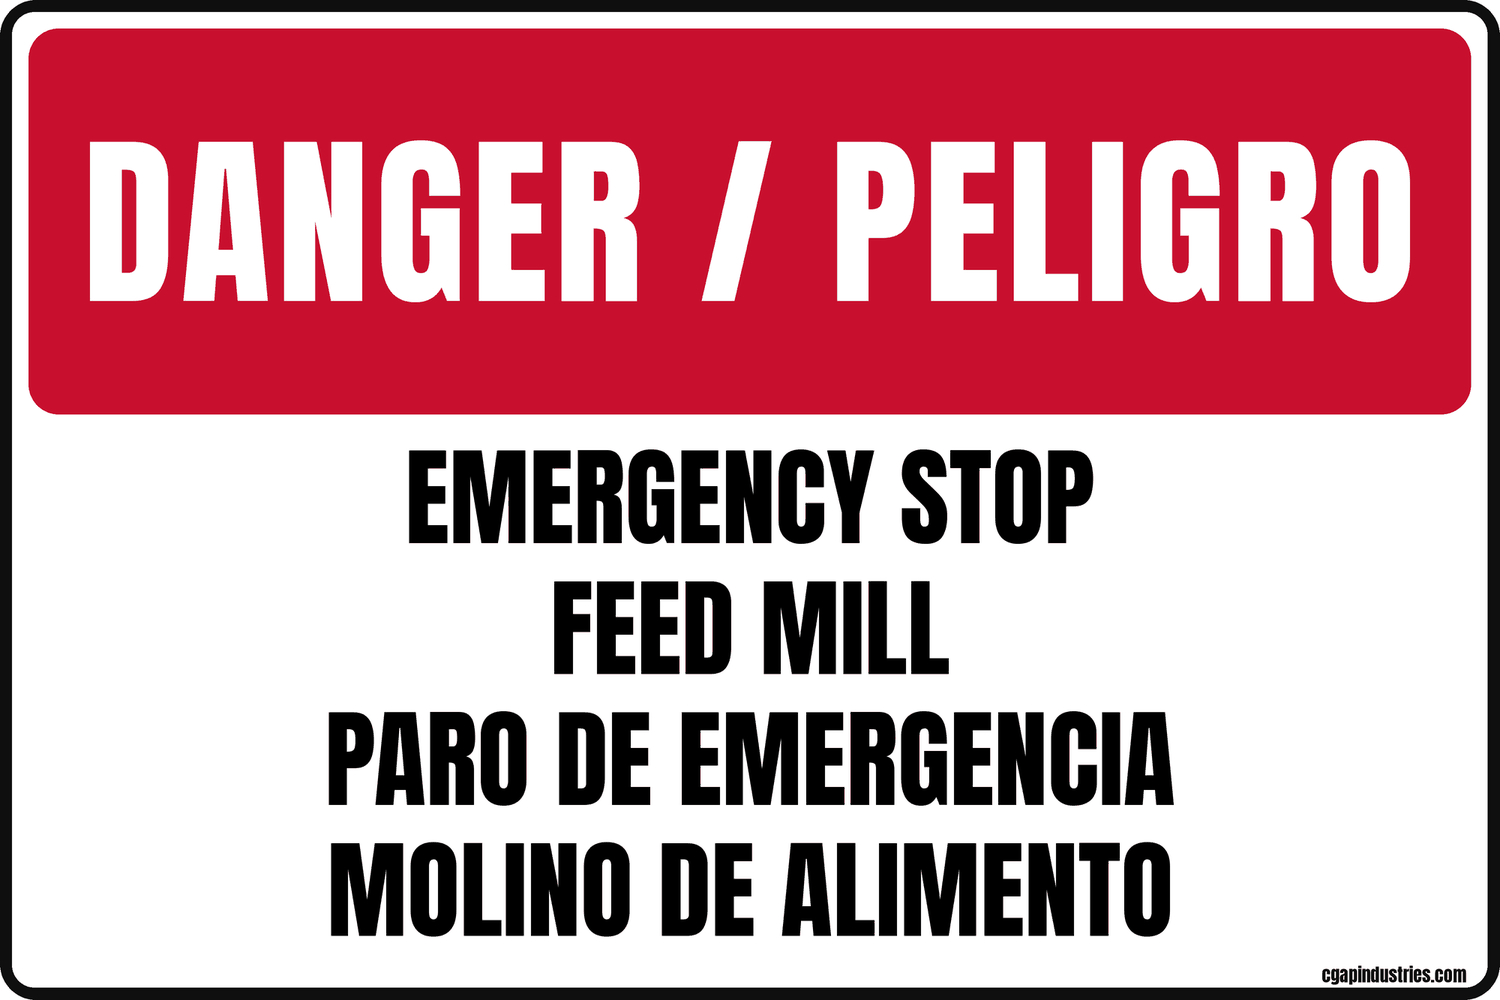 DANGER / PELIGRO
EMERGENCY STOP
FEED MILL
PARO DE EMERGENCIA
MOLINO DE ALIMENTO
cgapindustries.com